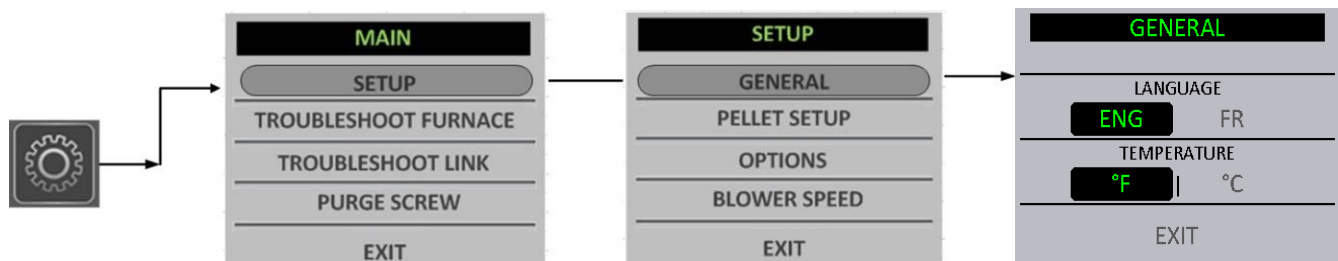 MAIN
SETUP
TROUBLESHOOT FURNACE
TROUBLESHOOT LINK
PURGE SCREW
EXIT
SETUP
GENERAL
PELLET SETUP
OPTIONS
BLOWER SPEED
EXIT
GENERAL
LANGUAGE
ENG FR
TEMPERATURE
°F °C
EXIT